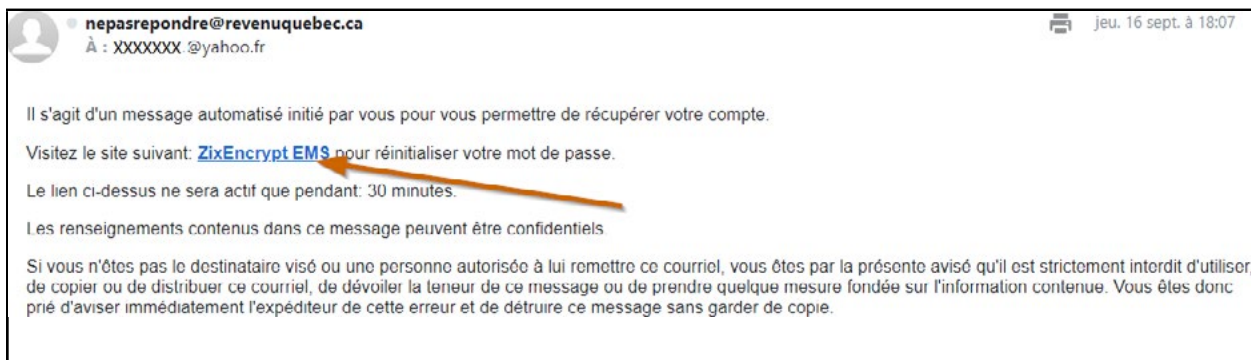 nepasrepondre@revenuquebec.ca
jeu. 16 sept. à 18:07
À : XXXXXXX @yahoo.fr
Il s'agit d'un message automatisé initié par vous pour vous permettre de récupérer votre compte.
Visitez le site suivant: ZixEncrypt EMS pour réinitialiser votre mot de passe.
Le lien ci-dessus ne sera actif que pendant: 30 minutes.
Les renseignements contenus dans ce message peuvent être confidentiels
Si vous n'êtes pas le destinataire visé ou une personne autorisée à lui remettre ce courriel, vous êtes par la présente avisé qu'il est strictement interdit d'utiliser,
de copier ou de distribuer ce courriel, de dévoiler la teneur de ce message ou de prendre quelque mesure fondée sur l'information contenue. Vous êtes donc
prié d'aviser immédiatement l'expéditeur de cette erreur et de détruire ce message sans garder de copie.